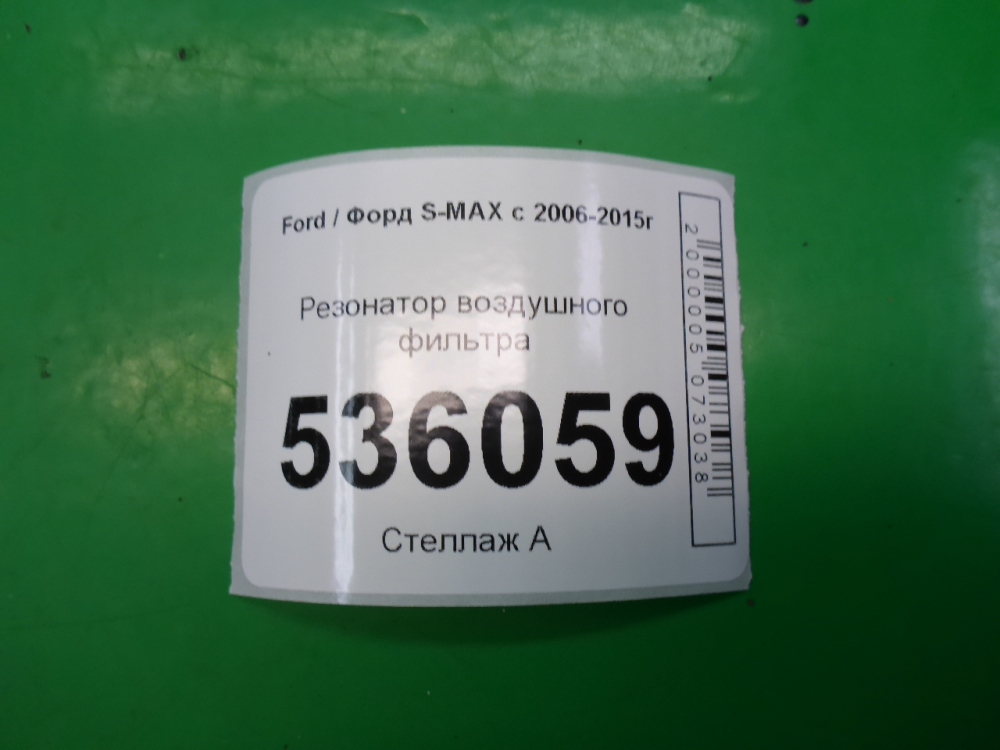 Ford / Форд S-MAX с 2006-2015г
Резонатор воздушного
фильтра
536059
Стеллаж А
2000005073038